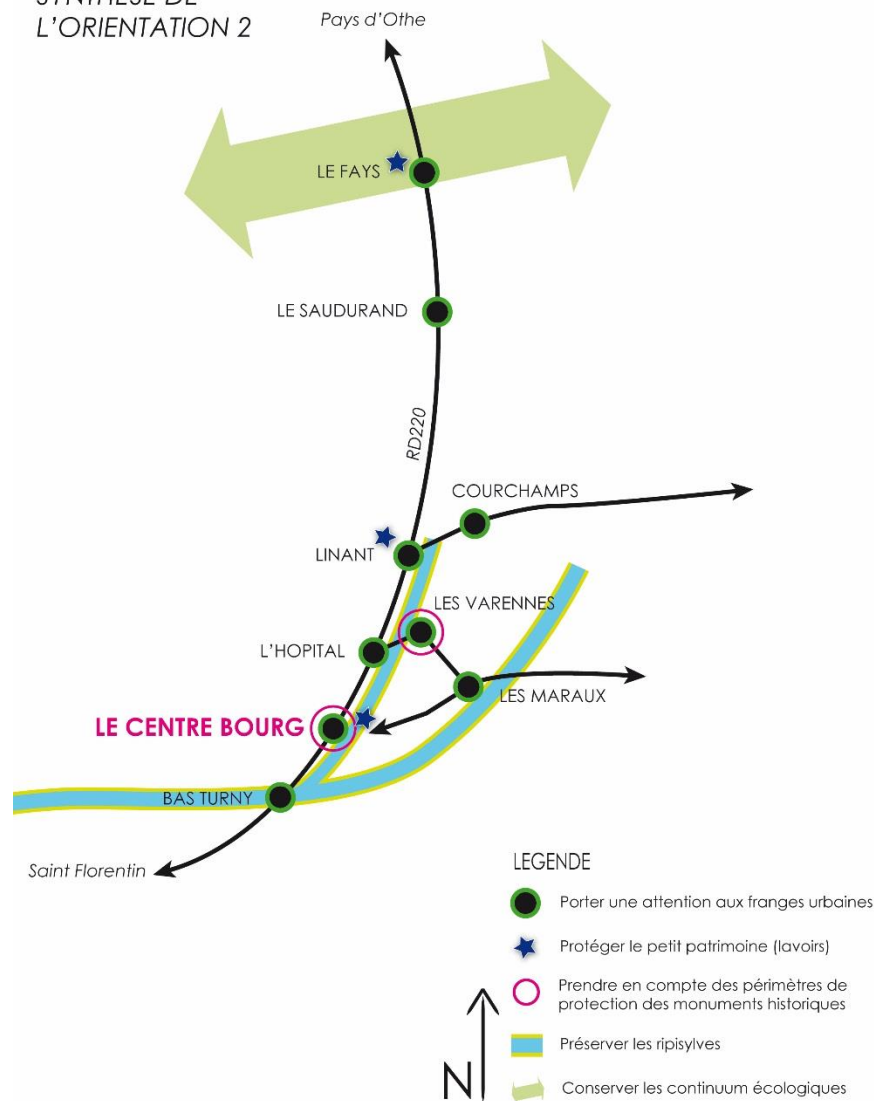 SYNTHÈSE DE
L'ORIENTATION 2
Pays d'Othe
LE FAYS
LE SAUDURAND
RD220
COURCHAMPS
LINANT
LES VARENNES
L'HOPITAL
LES MARAUX
LE CENTRE BOURG
BAS TURNY
Saint Florentin
LEGENDE
Porter une attention aux franges urbaines
Protéger le petit patrimoine (lavoirs)
Prendre en compte des périmètres de
protection des monuments historiques
Préserver les ripisylves
Conserver les continuum écologiques
N